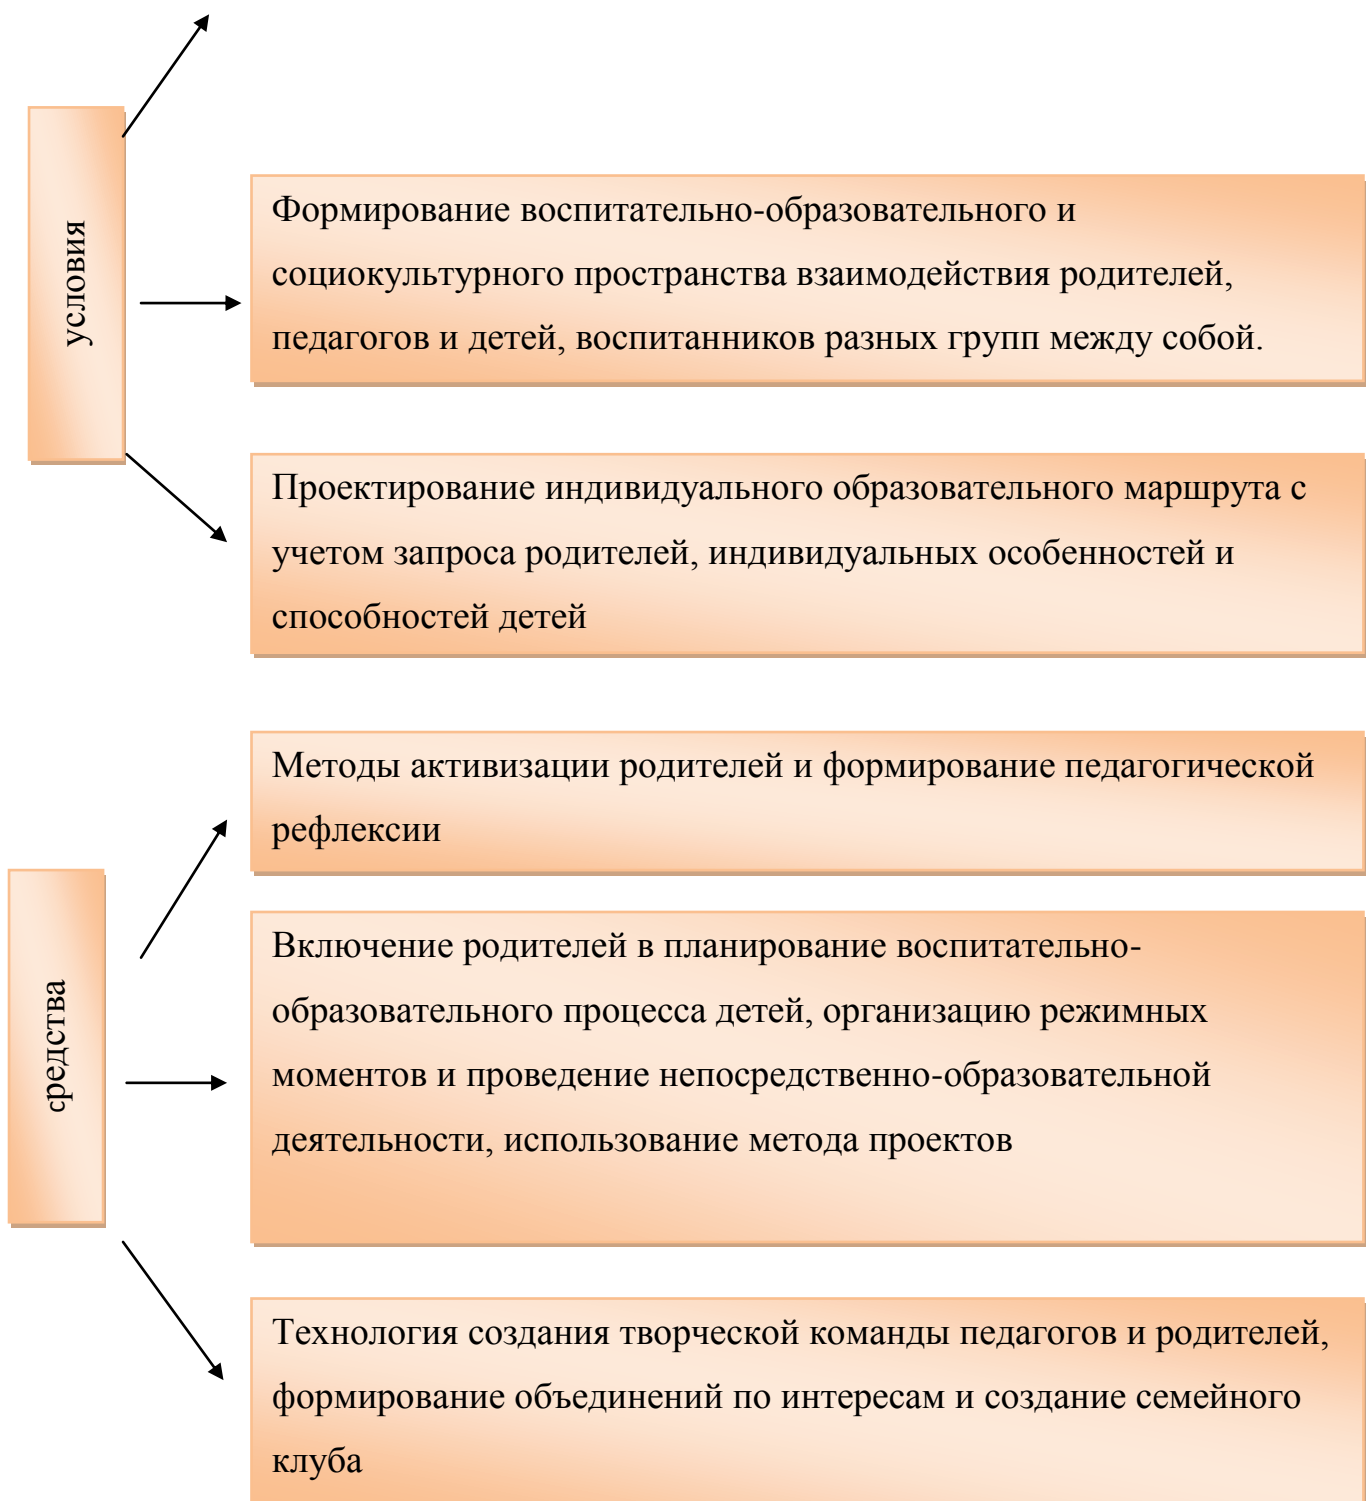 условия
Формирование воспитательно-образовательного и
социокультурного пространства взаимодействия родителей,
педагогов и детей, воспитанников разных групп между собой.
Проектирование индивидуального образовательного маршрута с
учетом запроса родителей, индивидуальных особенностей и
способностей детей
средства
Методы активизации родителей и формирование педагогической
рефлексии
Включение родителей в планирование воспитательно-
образовательного процесса детей, организацию режимных
моментов и проведение непосредственно-образовательной
деятельности, использование метода проектов
Технология создания творческой команды педагогов и родителей,
формирование объединений по интересам и создание семейного
клуба